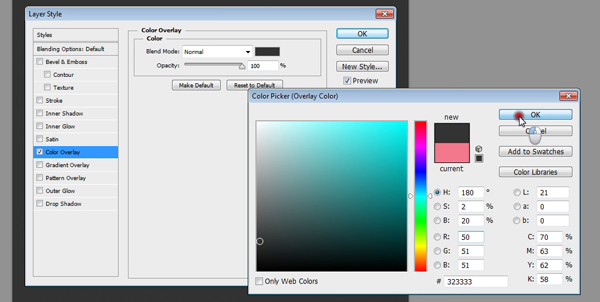 Layer Style
Styles
Blending Options: Default
Bevel & Emboss
Contour
Texture
Stroke
Inner Shadow
Inner Glow
Satin
Color Overlay
Gradient Overlay
Pattern Overlay
Outer Glow
Drop Shadow
Color Overlay
Color
Blend Mode: Normal
Opacity: 100 %
Make Default Reset to Default
OK
Cancel
New Style...
Preview
Color Picker (Overlay Color)
new
current
OK
Cancel
Add to Swatches
Color Libraries
H: 180 ° L: 21
S: 2 % a: 0
B: 20 % b: 0
R: 50 C: 70 %
G: 51 M: 63 %
B: 51 Y: 62 %
# 323333 K: 58 %
Only Web Colors